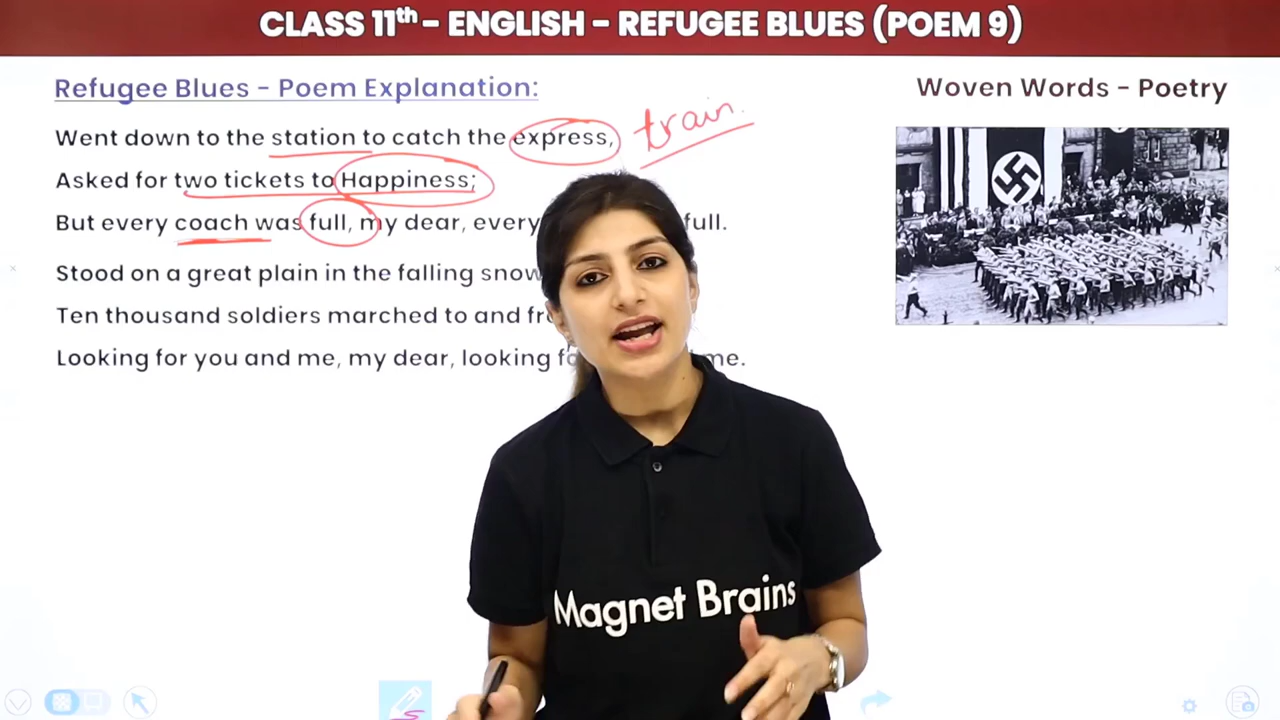 CLASS 11th - ENGLISH - REFUGEE BLUES (POEM 9)
Refugee Blues - Poem Explanation:
Woven Words - Poetry
Went down to the station to catch the express,
train.
Asked for two tickets to Happiness;
But every coach was full, my dear, every full.
Stood on a great plain in the falling snow
Ten thousand soldiers marched to and
Looking for you and me, my dear, looking me.
Magnet Brains